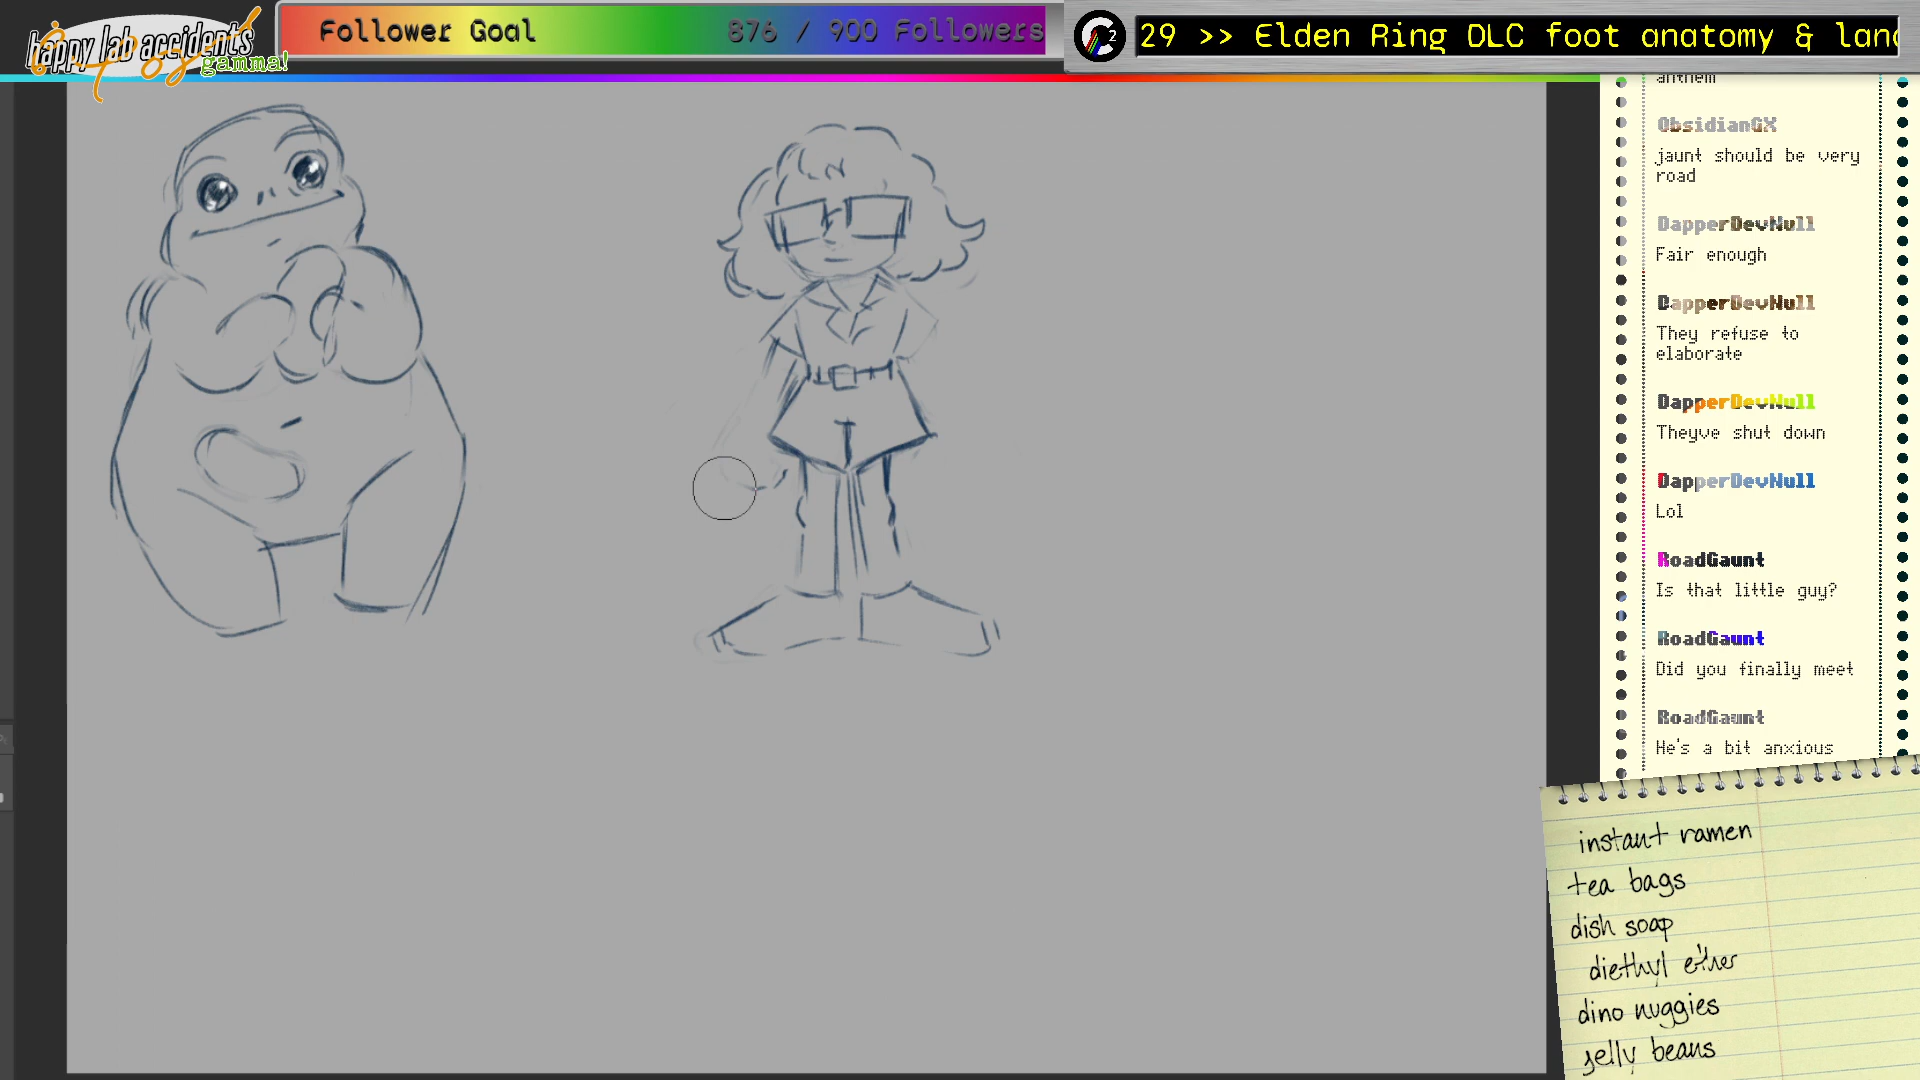 happy lab accidents
gamma!
Follower Goal
876 / 900 Followers
29 >> Elden Ring DLC foot anatomy & lan
anthem
ObsidianGX
jaunt should be very
road
DapperDevNull
Fair enough
DapperDevNull
They refuse to
elaborate
DapperDevNull
Theyve shut down
DapperDevNull
Lol
RoadGaunt
Is that little guy?
RoadGaunt
Did you finally meet
RoadGaunt
He's a bit anxious
instant ramen
tea bags
dish soap
diethyl ether
dino nuggies
jelly beans